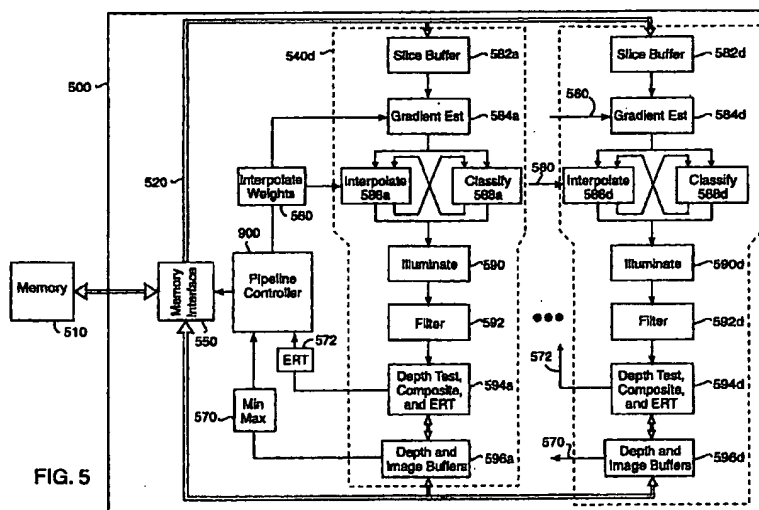 500
540d
Slice Buffer
582a
Slice Buffer
582d
Gradient Est
584a
560
Gradient Est
584d
520
Interpolate
Weights
560
Interpolate
586a
Classify
588a
560
Interpolate
586d
Classify
588d
900
Pipeline
Controller
Illuminate
590
Illuminate
590d
Memory
510
Memory
Interface
550
Filter
592
Filter
592d
ERT
572
Depth Test,
Composite,
and ERT
594a
572
Depth Test,
Composite,
and ERT
594d
Min
Max
570
Depth and
Image Buffers
596a
570
Depth and
Image Buffers
596d
FIG. 5